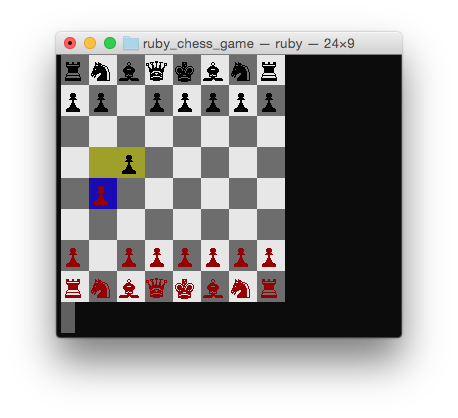 ruby_chess_game — ruby — 24×9